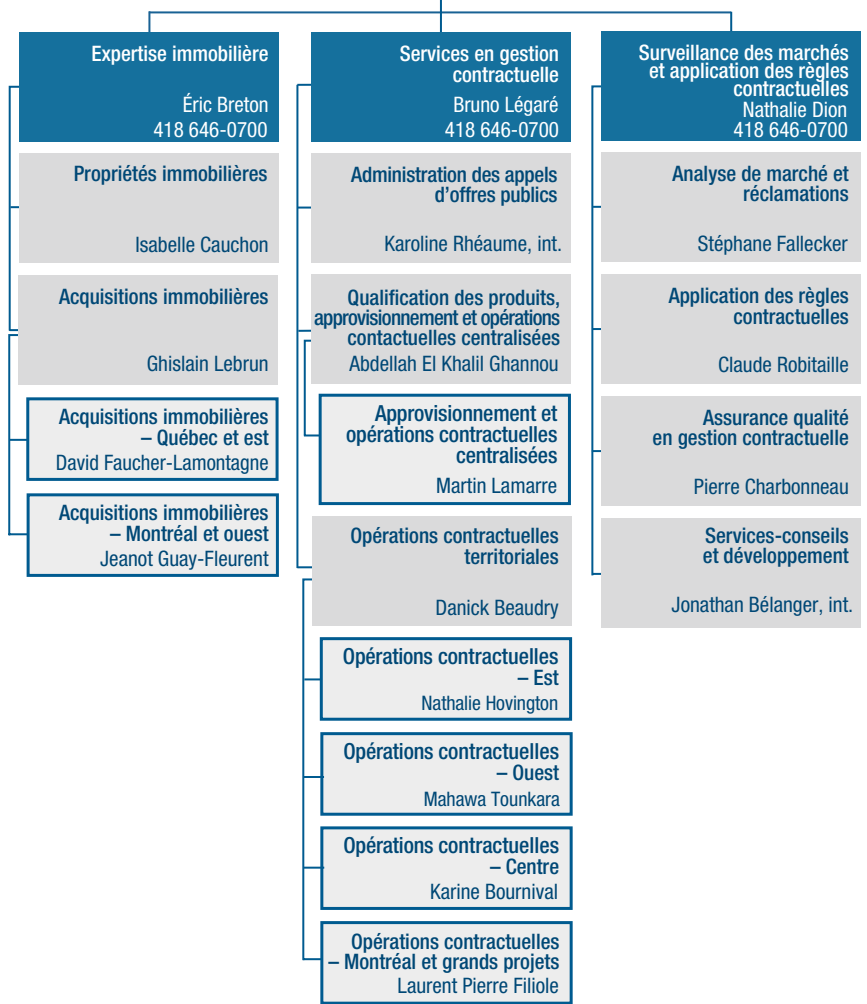 Expertise immobilière
Éric Breton
418 646-0700
Propriétés immobilières
Isabelle Cauchon
Acquisitions immobilières
Ghislain Lebrun
Acquisitions immobilières
– Québec et est
David Faucher-Lamontagne
Acquisitions immobilières
– Montréal et ouest
Jeanot Guay-Fleurent
Services en gestion
contractuelle
Bruno Légaré
418 646-0700
Administration des appels
d’offres publics
Karoline Rhéaume, int.
Qualification des produits,
approvisionnement et opérations
contactuelles centralisées
Abdellah El Khalil Ghannou
Approvisionnement et
opérations contractuelles
centralisées
Martin Lamarre
Opérations contractuelles
territoriales
Danick Beaudry
Opérations contractuelles
– Est
Nathalie Hovington
Opérations contractuelles
– Ouest
Mahawa Tounkara
Opérations contractuelles
– Centre
Karine Bournival
Opérations contractuelles
– Montréal et grands projets
Laurent Pierre Filiole
Surveillance des marchés
et application des règles
contractuelles
Nathalie Dion
418 646-0700
Analyse de marché et
réclamations
Stéphane Fallecker
Application des règles
contractuelles
Claude Robitaille
Assurance qualité
en gestion contractuelle
Pierre Charbonneau
Services-conseils
et développement
Jonathan Bélanger, int.